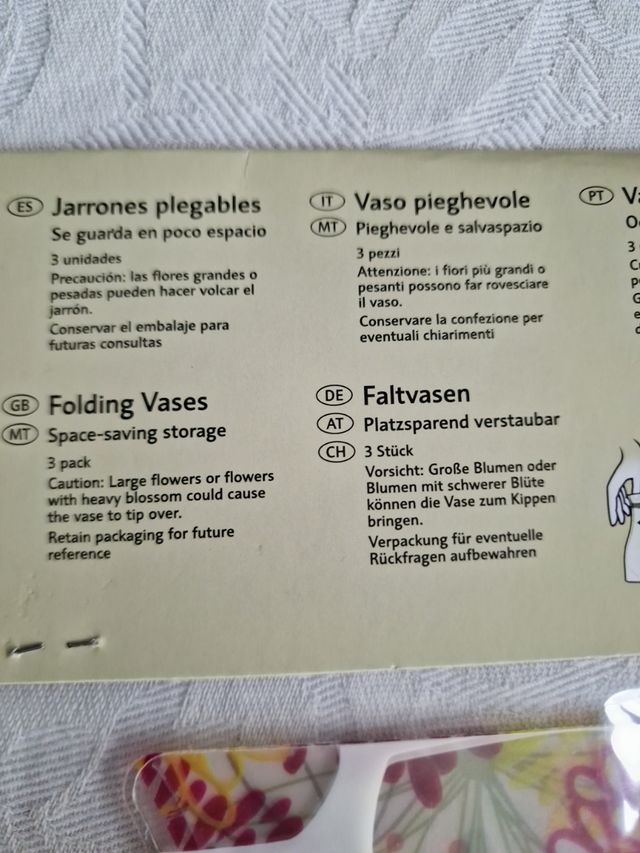 ES Jarrones plegables
Se guarda en poco espacio
3 unidades
Precaución: las flores grandes o
pesadas pueden hacer volcar el
jarrón.
Conservar el embalaje para
futuras consultas
IT Vaso pieghevole
MT Pieghevole e salvaspazio
3 pezzi
Attenzione: i fiori più grandi o
pesanti possono far rovesciare
il vaso.
Conservare la confezione per
eventuali chiarimenti
PT
3
GB Folding Vases
MT Space-saving storage
3 pack
Caution: Large flowers or flowers
with heavy blossom could cause
the vase to tip over.
Retain packaging for future
reference
DE Faltvasen
AT Platzsparend verstaubar
CH 3 Stück
Vorsicht: Große Blumen oder
Blumen mit schwerer Blüte
können die Vase zum Kippen
bringen.
Verpackung für eventuelle
Rückfragen aufbewahren